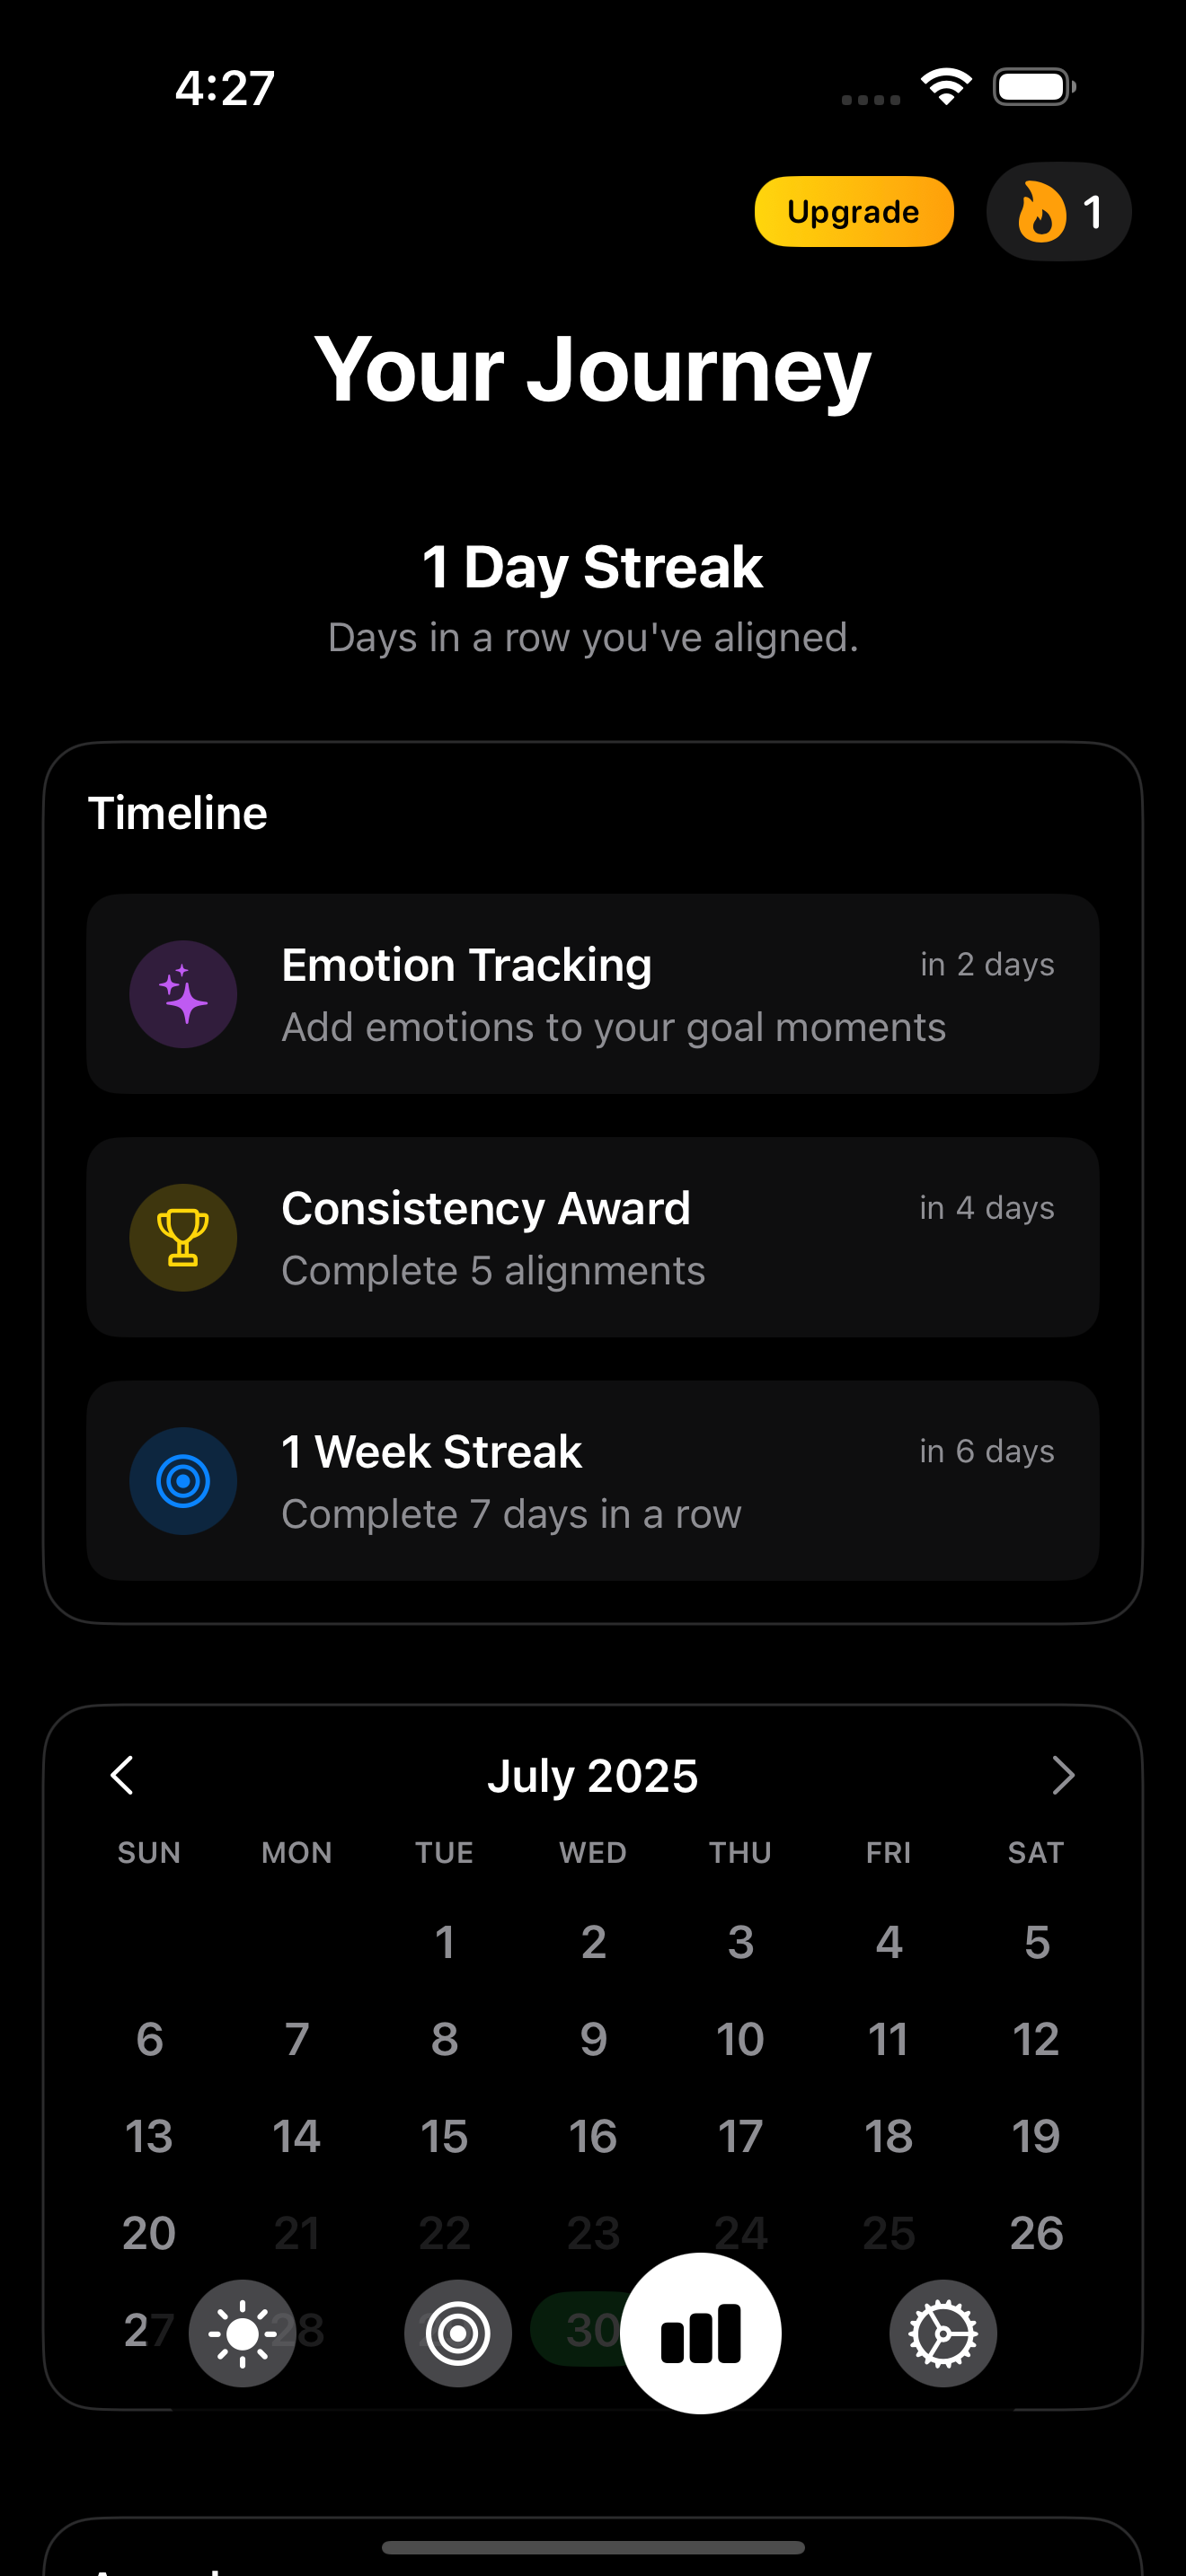 4:27
Upgrade
1
Your Journey
1 Day Streak
Days in a row you've aligned.
Timeline
Emotion Tracking
in 2 days
Add emotions to your goal moments
Consistency Award
in 4 days
Complete 5 alignments
1 Week Streak
in 6 days
Complete 7 days in a row
July 2025
SUN MON TUE WED THU FRI SAT
1 2 3 4 5
6 7 8 9 10 11 12
13 14 15 16 17 18 19
20 21 22 23 24 25 26
27 28 30